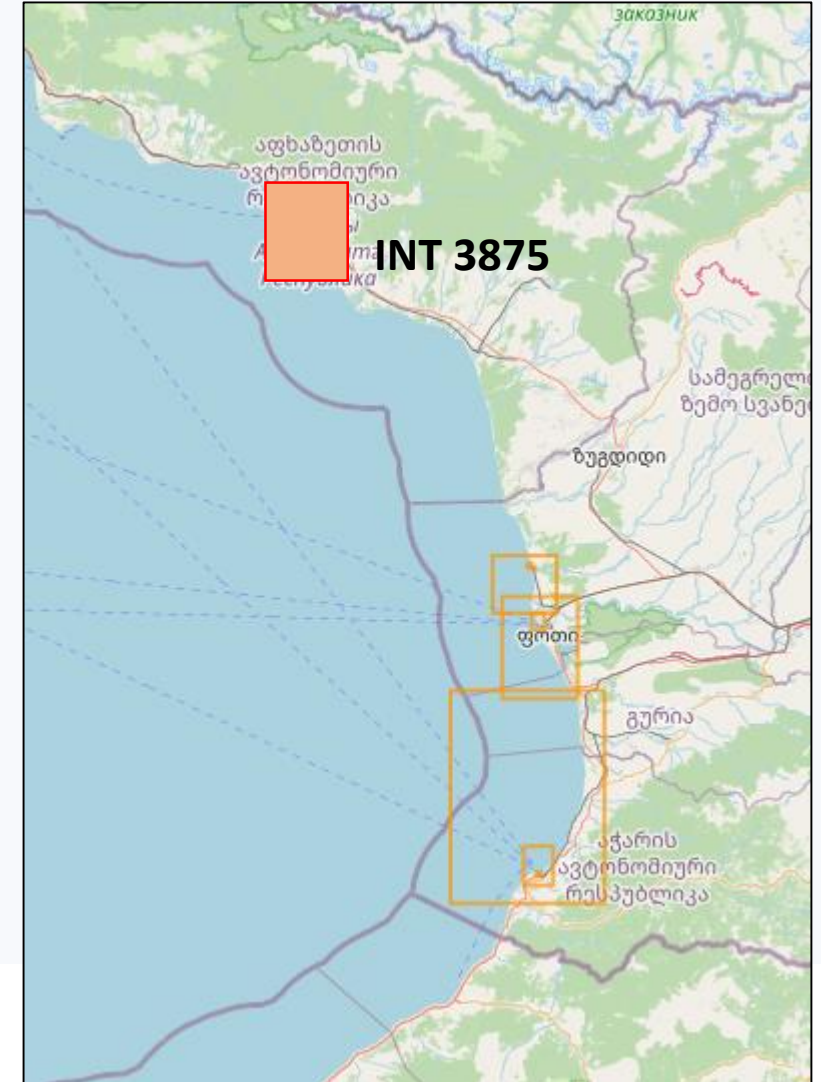 заказник
აფხაზეთის
ავტონომიური
INT 3875
სამეგრელო
ზემო სვანე
ზუგდიდი
ფოთი
გურია
აჭარის
ავტონომიური
რესპუბლიკა